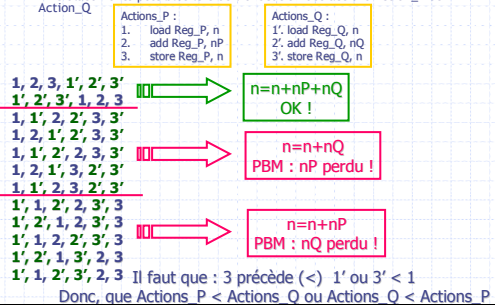 Action_Q
Actions_P :
1. load Reg_P, n
2. add Reg_P, nP
3. store Reg_P, n
Actions_Q :
1’. load Reg_Q, n
2’. add Reg_Q, nQ
3’. store Reg_Q, n
1, 2, 3, 1’, 2’, 3’
1’, 2’, 3’, 1, 2, 3
n=n+nP+nQ
OK !
1, 1’, 2, 2’, 3, 3’
1, 2, 1’, 2’, 3, 3’
1, 1’, 2’, 2, 3, 3’
1, 2, 1’, 3, 2’, 3’
1, 1’, 2, 3, 2’, 3’
n=n+nQ
PBM : nP perdu !
1’, 1, 2’, 2, 3’, 3
1’, 2’, 1, 2, 3’, 3
1’, 1, 2, 2’, 3’, 3
1’, 2’, 1, 3’, 2, 3
1’, 1, 2’, 3’, 2, 3
n=n+nP
PBM : nQ perdu !
Il faut que : 3 précède (<) 1’ ou 3’ < 1
Donc, que Actions_P < Actions_Q ou Actions_Q < Actions_P